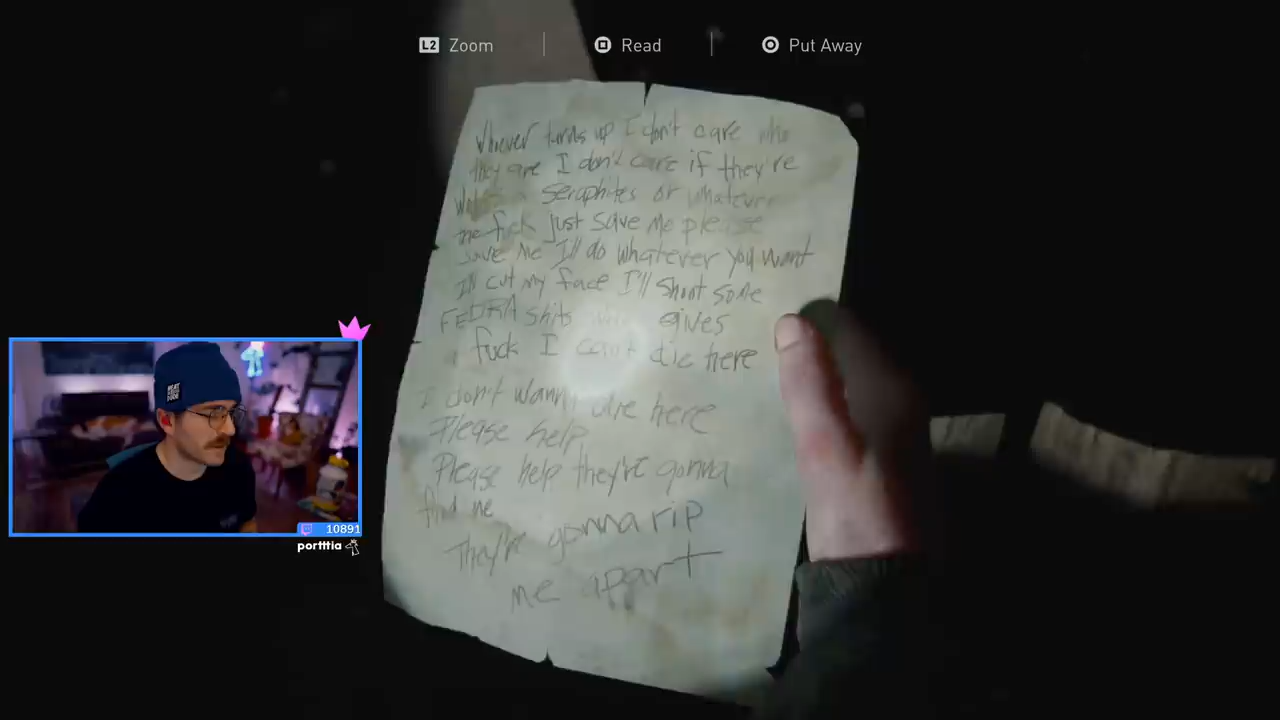 L2 Zoom
Read
Put Away
Whoever turns up I don't care who
they are I don't care if they're
Seraphites or whatever
the fuck just save me please
save me I'll do whatever you want
I'll cut my face I'll shoot some
FEDRA shits who gives
a fuck I can't die here
I don't wanna die here
Please help
Please help they're gonna
find me
They're gonna rip
me apart
10891
portttia